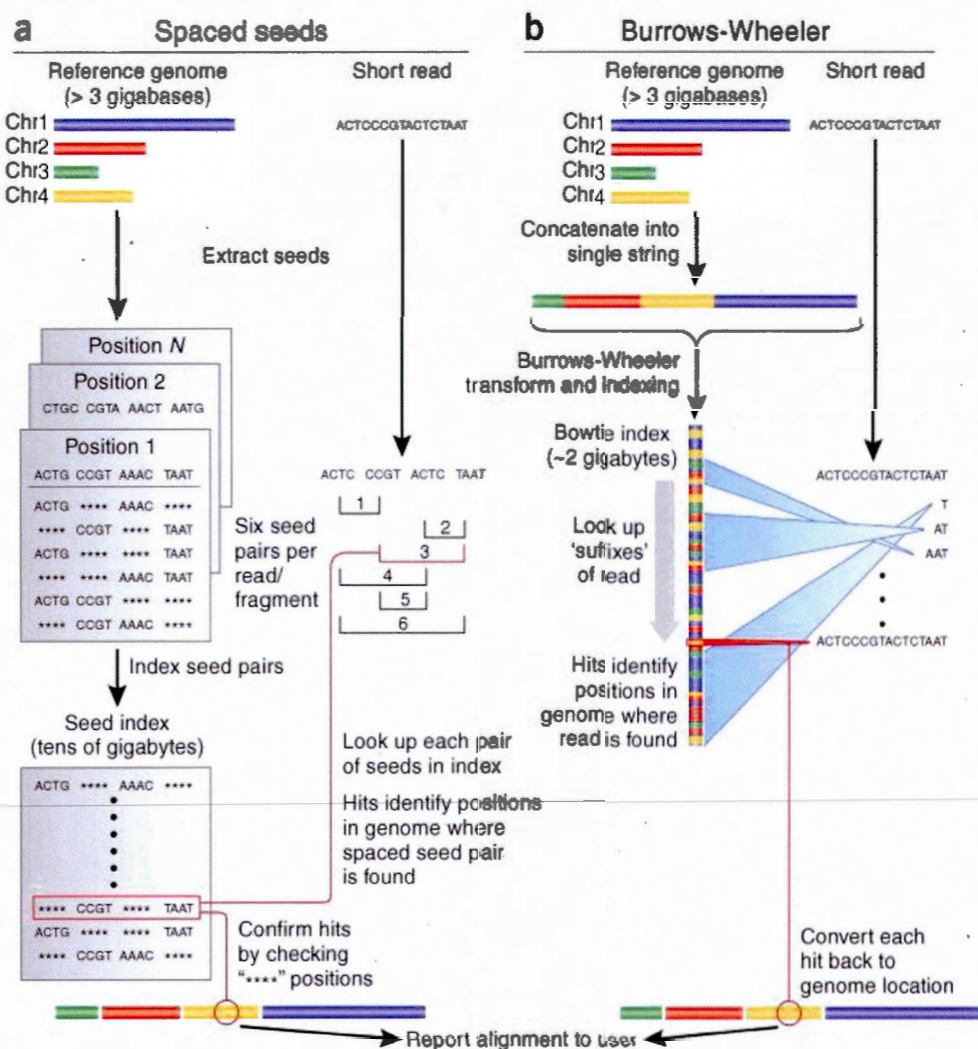 a Spaced seeds
Reference genome
(> 3 gigabases)
Short read
Chr1
Chr2
Chr3
Chr4
ACTCCCGTACTCTAAT
Extract seeds
Position N
Position 2
CTGC CCGTA AACT AATG
Position 1
ACTG CCGT AAAC TAAT
ACTG **** AAAC ****
**** CCGT **** TAAT
ACTG **** **** TAAT
**** **** AAAC TAAT
ACTG CCGT **** ****
**** CCGT AAAC ****
Six seed
pairs per
read/
fragment
ACTC CCGT ACTC TAAT
1
2
3
4
5
6
Index seed pairs
Seed index
(tens of gigabytes)
ACTG **** AAAC ****
**** CCGT **** TAAT
ACTG **** **** TAAT
**** CCGT AAAC ****
Look up each pair
of seeds in index
Hits identify positions
in genome where
spaced seed pair
is found
Confirm hits
by checking
"****" positions
b Burrows-Wheeler
Reference genome
(> 3 gigabases)
Short read
Chr1
Chr2
Chr3
Chr4
ACTCCCGTACTCTAAT
Concatenate into
single string
Burrows-Wheeler
transform and indexing
Bowtie index
(~2 gigabytes)
Look up
'suffixes'
of read
ACTCCCGTACTCTAAT
T
AT
AAT
ACTCCCGTACTCTAAT
Hits identify
positions in
genome where
read is found
Convert each
hit back to
genome location
Report alignment to user